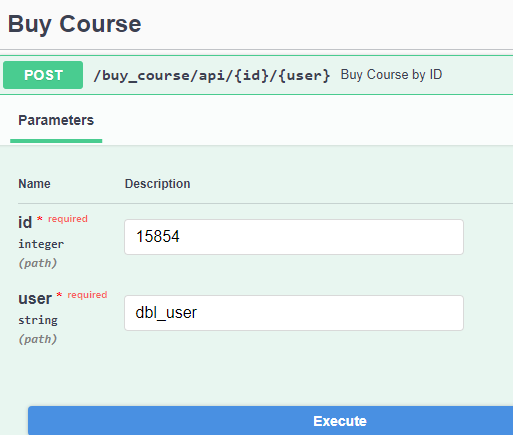 Buy Course
POST /buy_course/api/{id}/{user} Buy Course by ID
Parameters
Name Description
id * required
integer
(path)
15854
user * required
string
(path)
dbl_user
Execute